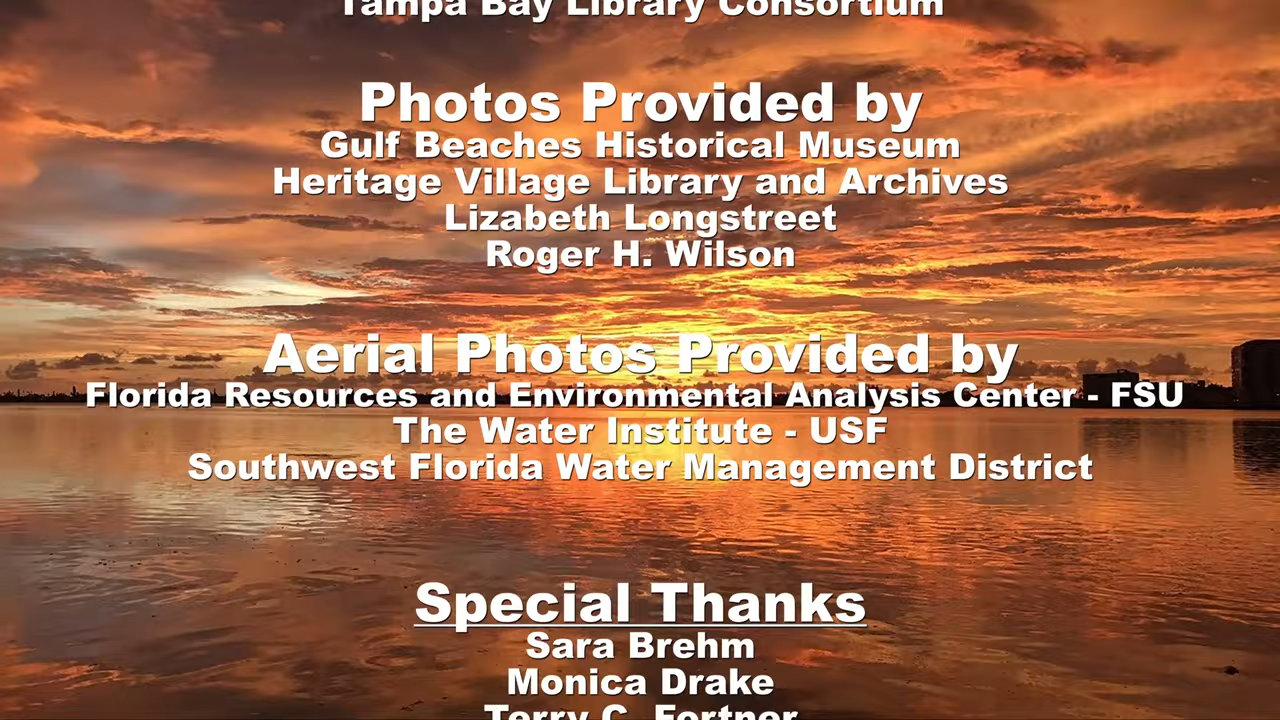 Tampa Bay Library Consortium
Photos Provided by
Gulf Beaches Historical Museum
Heritage Village Library and Archives
Lizabeth Longstreet
Roger H. Wilson
Aerial Photos Provided by
Florida Resources and Environmental Analysis Center - FSU
The Water Institute - USF
Southwest Florida Water Management District
Special Thanks
Sara Brehm
Monica Drake
Terry C. Fortner